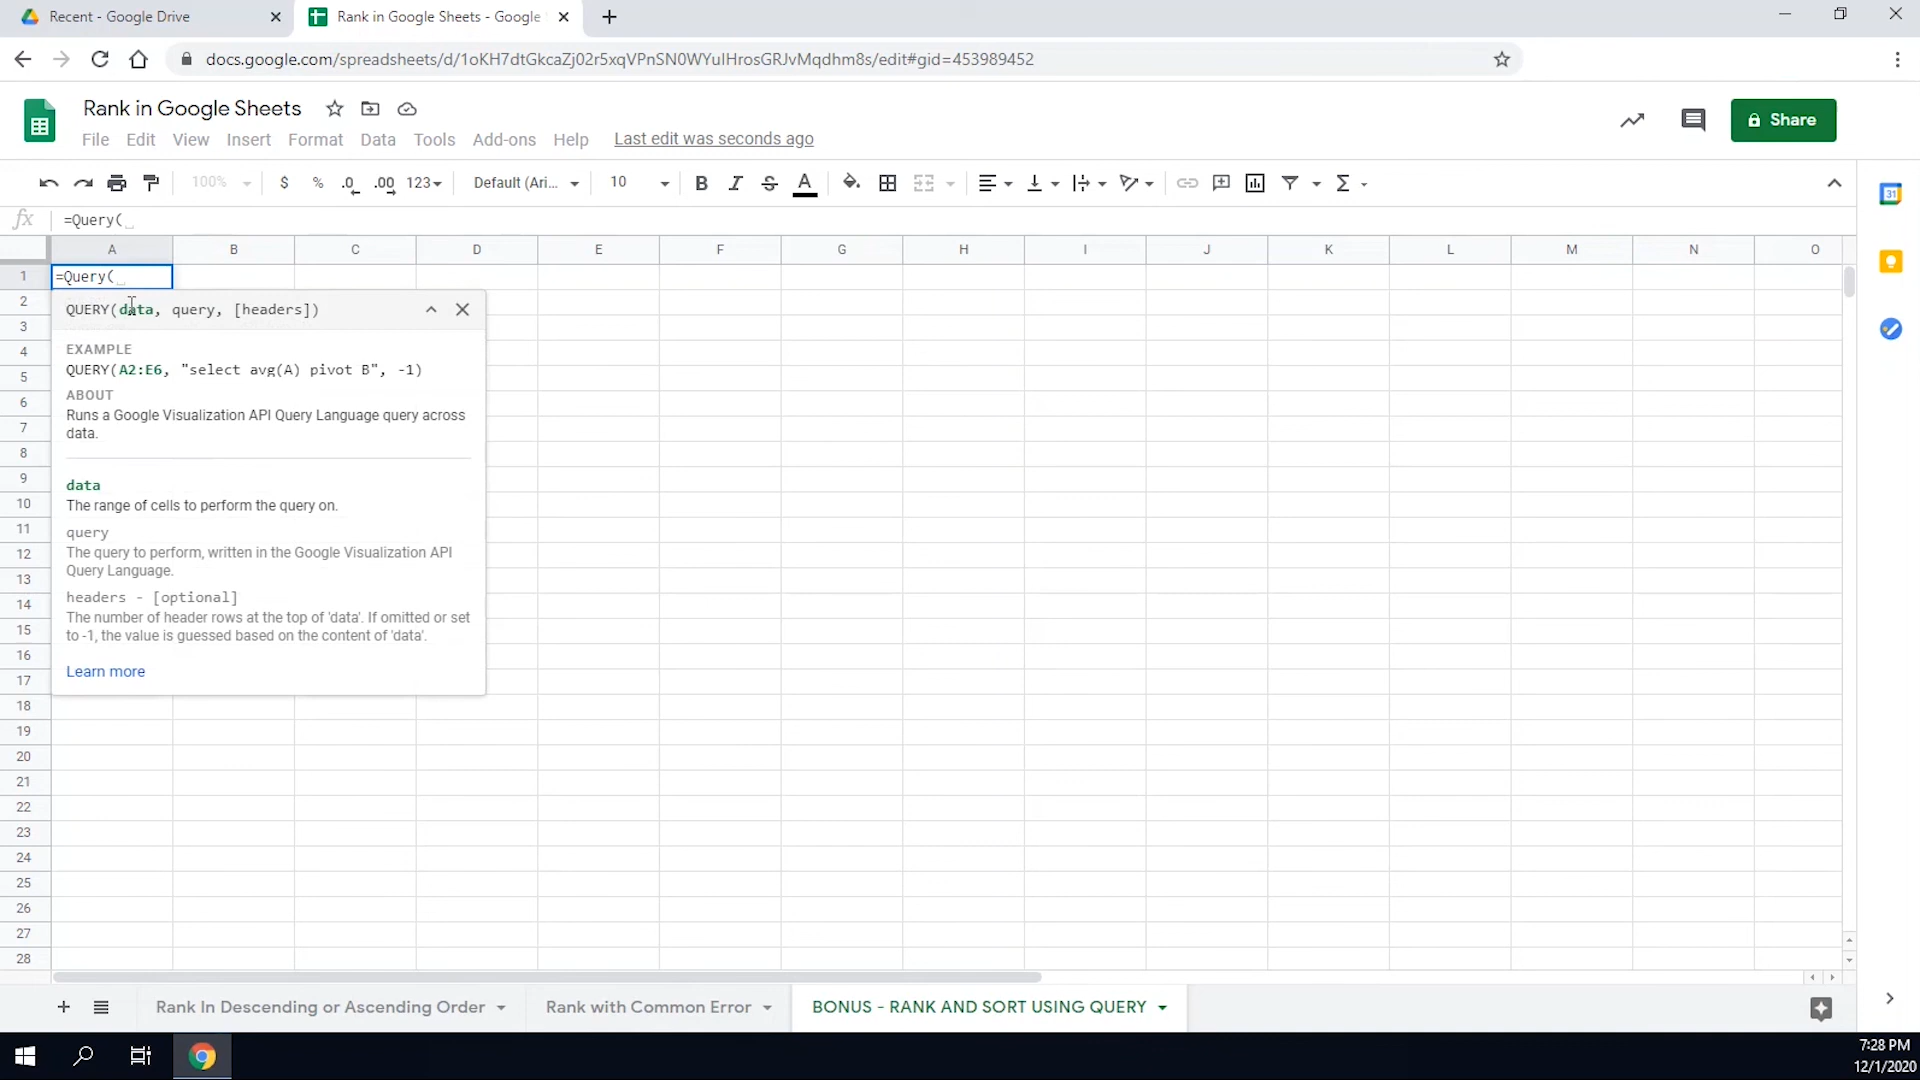 Recent - Google Drive
Rank in Google Sheets - Google
docs.google.com/spreadsheets/d/1oKH7dtGkcaZj02r5xqVPnSN0WYuIHrosGRJvMqdhm8s/edit#gid=453989452
Rank in Google Sheets
File Edit View Insert Format Data Tools Add-ons Help Last edit was seconds ago
Share
100% $ % .0 .00 123 Default (Ari... 10 B I S A Σ
31
fx =Query(
A B C D E F G H I J K L M N O
1 =Query(
2
QUERY(data, query, [headers])
3
4
EXAMPLE
QUERY(A2:E6, "select avg(A) pivot B", -1)
5
ABOUT
6
Runs a Google Visualization API Query Language query across
7
data.
8
9
data
10
The range of cells to perform the query on.
11
query
12
The query to perform, written in the Google Visualization API
Query Language.
13
headers - [optional]
14
The number of header rows at the top of 'data'. If omitted or set
15
to -1, the value is guessed based on the content of 'data'.
16
Learn more
17
18
19
20
21
22
23
24
25
26
27
28
Rank In Descending or Ascending Order Rank with Common Error BONUS - RANK AND SORT USING QUERY
7:28 PM
12/1/2020